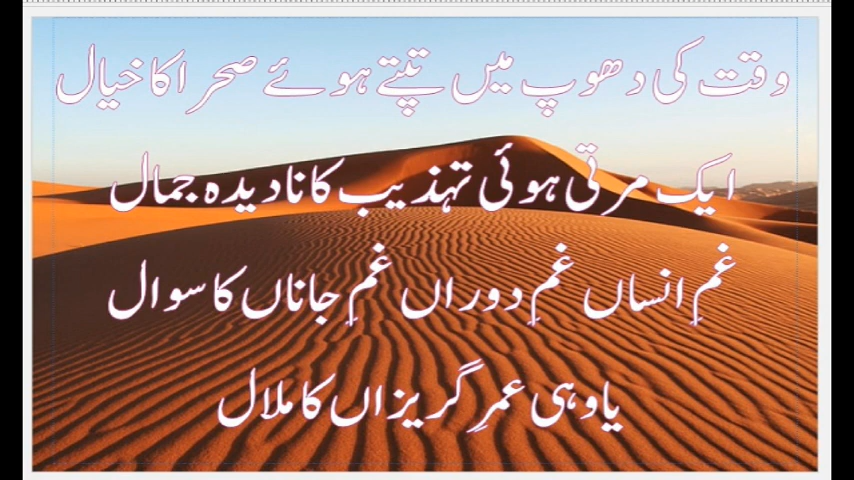 وقت کی دھوپ میں تپتے ہوئے صحرا کا خیال
ایک مرتی ہوئی تہذیب کا نادیدہ جمال
غمِ انساں غمِ دوراں غمِ جاناں کا سوال
یا وہی عمرِ گریزاں کا ملال